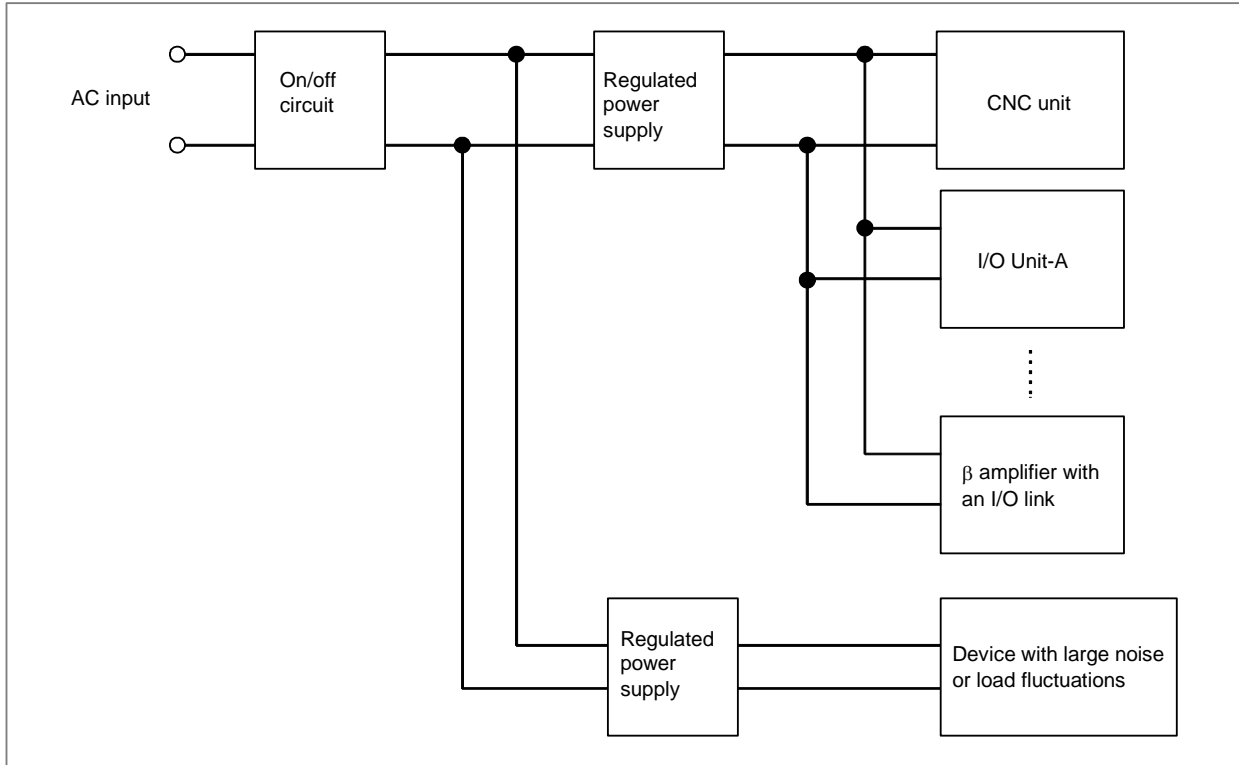 AC input
On/off
circuit
Regulated
power
supply
CNC unit
I/O Unit-A
β amplifier with
an I/O link
Regulated
power
supply
Device with large noise
or load fluctuations